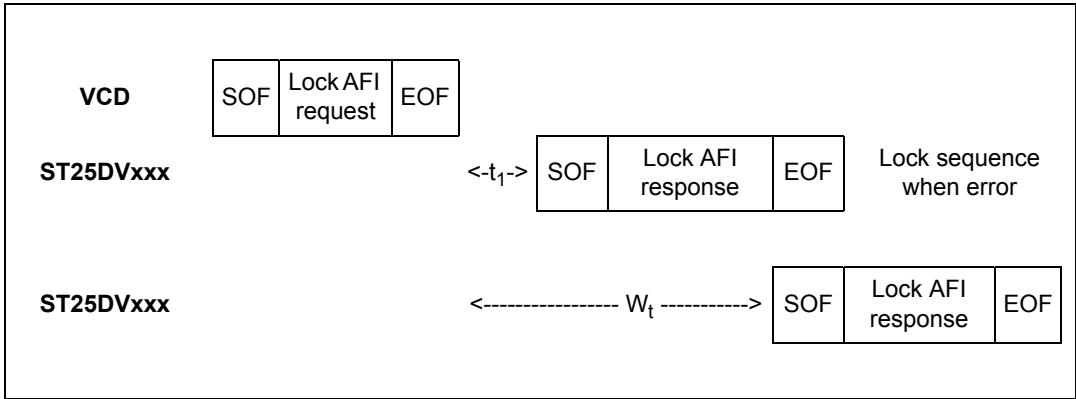 VCD SOF Lock AFI request EOF
ST25DVxxx <-t1-> SOF Lock AFI response EOF Lock sequence when error
ST25DVxxx <----------------- Wt -----------> SOF Lock AFI response EOF